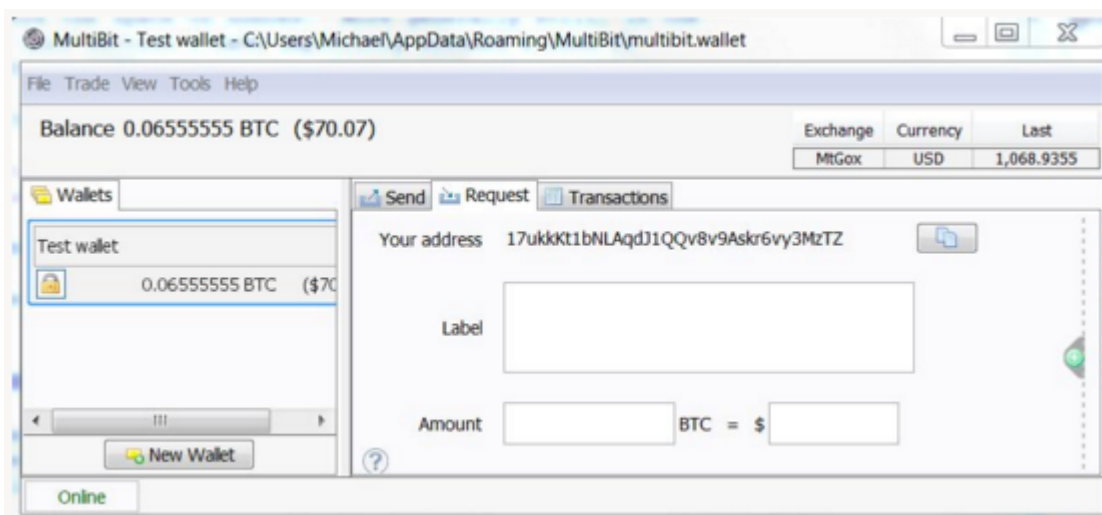 MultiBit - Test wallet - C:\Users\Michael\AppData\Roaming\MultiBit\multibit.wallet
File Trade View Tools Help
Balance 0.06555555 BTC ($70.07)
Exchange Currency Last
MtGox USD 1,068.9355
Wallets
Send Request Transactions
Test wallet
Your address 17ukkKt1bNLAqdJ1QQv8v9Askr6vy3MzTZ
0.06555555 BTC ($70
Label
Amount BTC = $
New Wallet
?
Online